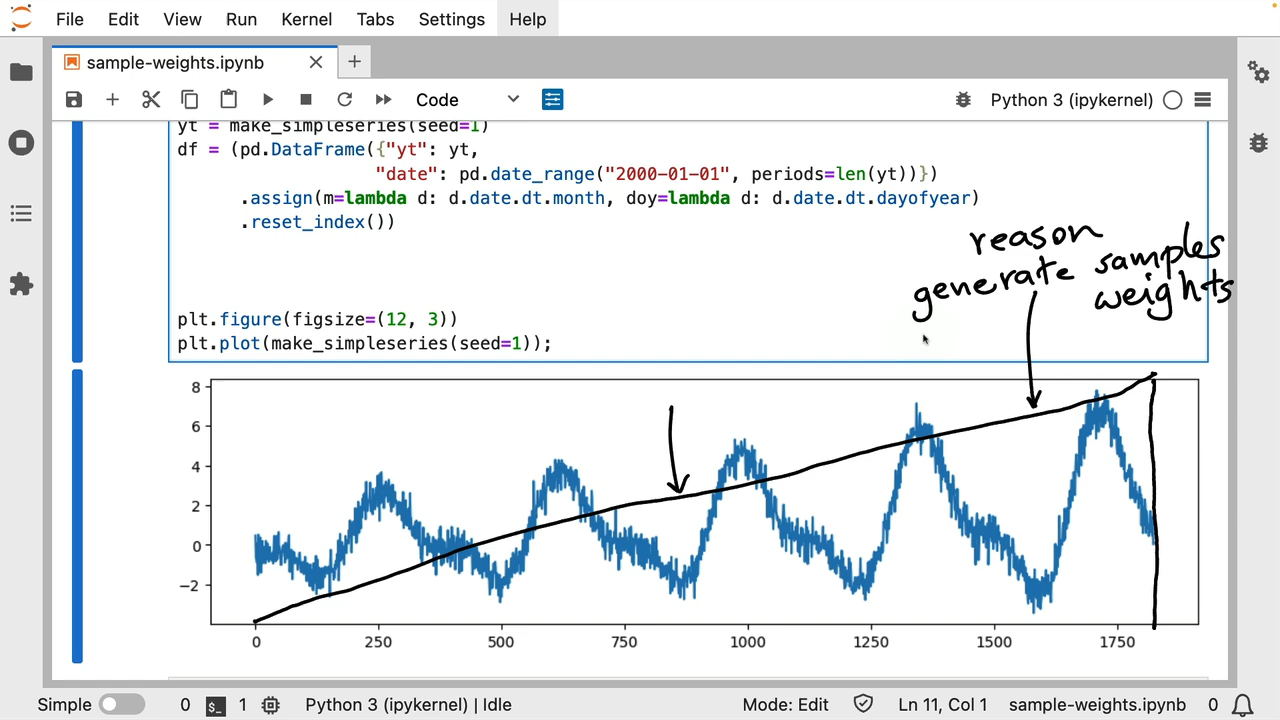 File Edit View Run Kernel Tabs Settings Help
sample-weights.ipynb
Code
Python 3 (ipykernel)
yt = make_simpleseries(seed=1)
df = (pd.DataFrame({"yt": yt,
"date": pd.date_range("2000-01-01", periods=len(yt))})
.assign(m=lambda d: d.date.dt.month, doy=lambda d: d.date.dt.dayofyear)
.reset_index())
reason
generate samples
weights
plt.figure(figsize=(12, 3))
plt.plot(make_simpleseries(seed=1));
8
6
4
2
0
−2
0 250 500 750 1000 1250 1500 1750
Simple 0 $_ 1 Python 3 (ipykernel) | Idle Mode: Edit Ln 11, Col 1 sample-weights.ipynb 0